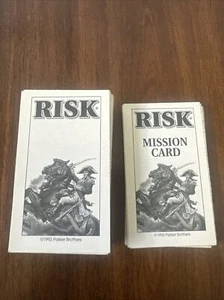 RISK
©1993 Parker Brothers
RISK
MISSION
CARD
©1993 Parker Brothers